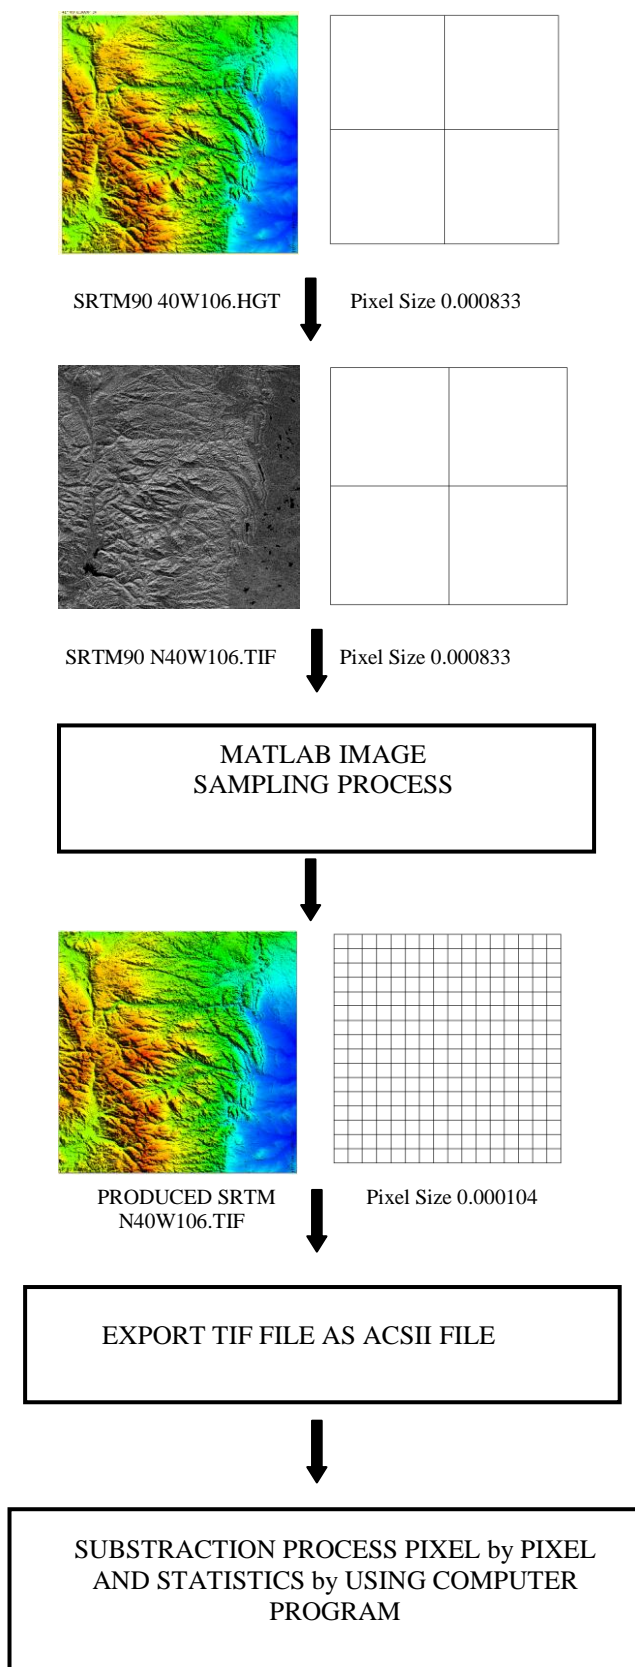 SRTM90 40W106.HGT
Pixel Size 0.000833
SRTM90 N40W106.TIF
Pixel Size 0.000833
MATLAB IMAGE
SAMPLING PROCESS
PRODUCED SRTM
N40W106.TIF
Pixel Size 0.000104
EXPORT TIF FILE AS ACSII FILE
SUBSTRACTION PROCESS PIXEL by PIXEL
AND STATISTICS by USING COMPUTER
PROGRAM